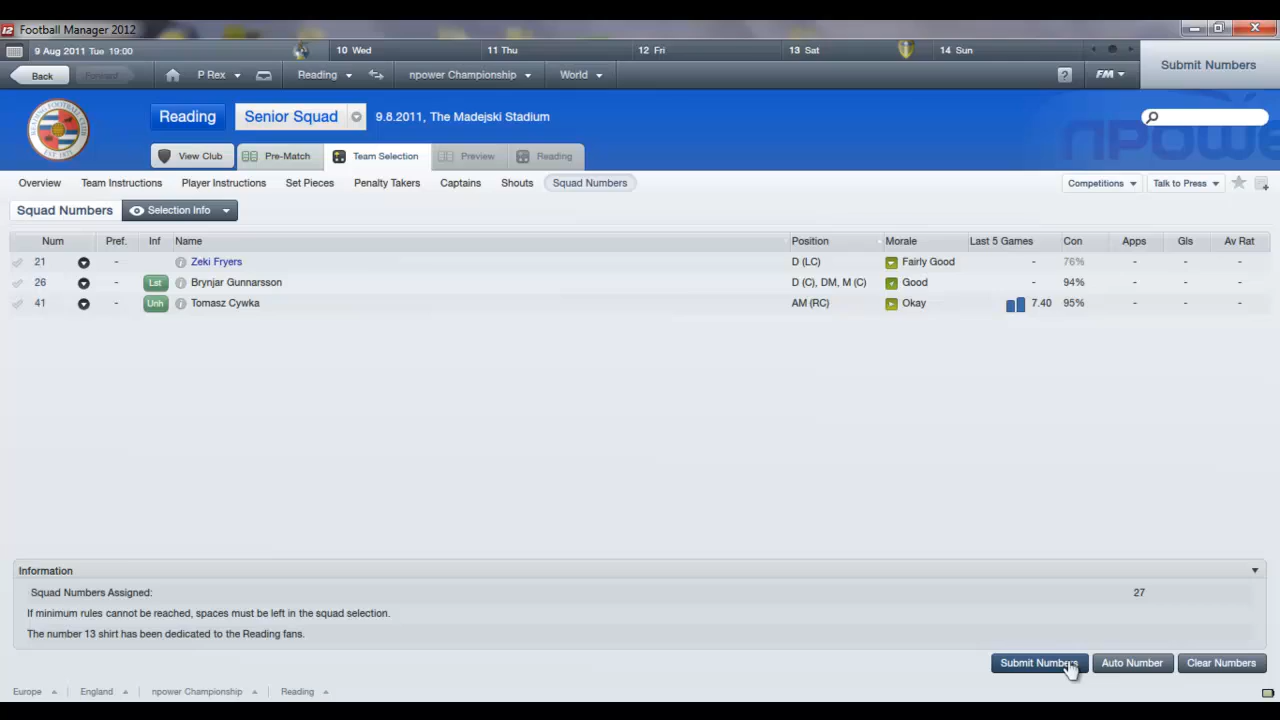 12 Football Manager 2012
9 Aug 2011 Tue 19:00 10 Wed 11 Thu 12 Fri 13 Sat 14 Sun
Submit Numbers
Back Forward P Rex Reading npower Championship World ? FM
Reading Senior Squad 9.8.2011, The Madejski Stadium
View Club Pre-Match Team Selection Preview Reading
Overview Team Instructions Player Instructions Set Pieces Penalty Takers Captains Shouts Squad Numbers Competitions Talk to Press
Squad Numbers Selection Info
Num Pref. Inf Name Position Morale Last 5 Games Con Apps Gls Av Rat
21 - Zeki Fryers D (LC) Fairly Good - 76% - - -
26 - Lst Brynjar Gunnarsson D (C), DM, M (C) Good - 94% - - -
41 - Unh Tomasz Cywka AM (RC) Okay 7.40 95% - - -
Information
Squad Numbers Assigned: 27
If minimum rules cannot be reached, spaces must be left in the squad selection.
The number 13 shirt has been dedicated to the Reading fans.
Submit Numbers Auto Number Clear Numbers
Europe England npower Championship Reading